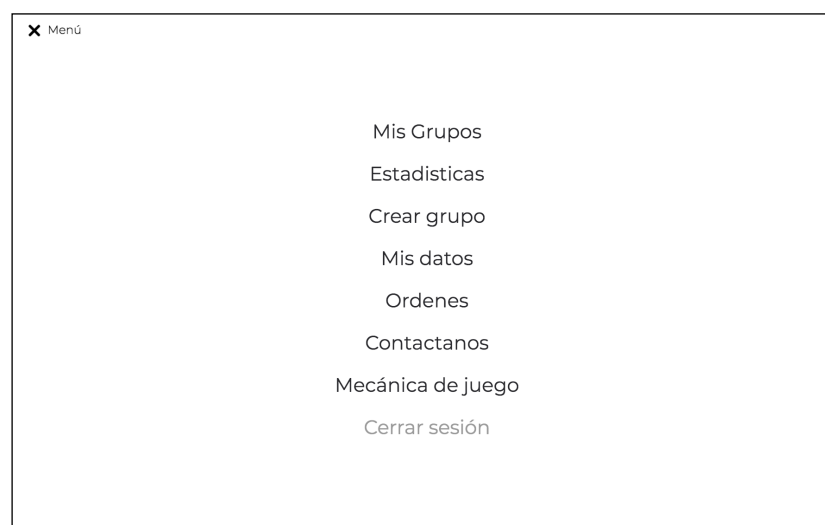 Menú
Mis Grupos
Estadisticas
Crear grupo
Mis datos
Ordenes
Contactanos
Mecánica de juego
Cerrar sesión